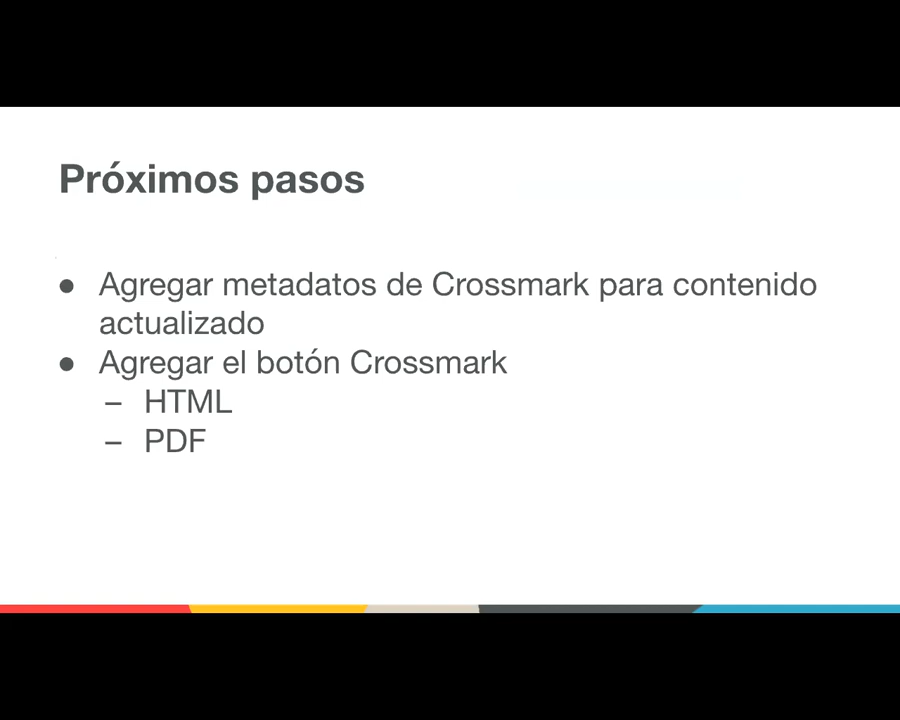 Próximos pasos
● Agregar metadatos de Crossmark para contenido
actualizado
● Agregar el botón Crossmark
– HTML
– PDF